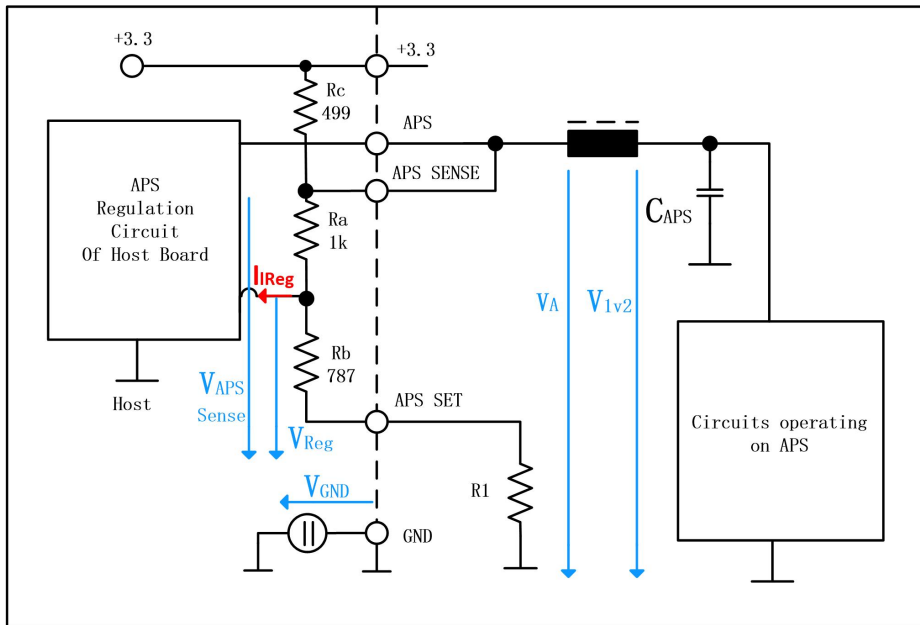 +3.3
+3.3
Rc
499
APS
APS SENSE
APS
Regulation
Circuit
Of Host Board
Ra
1k
CAPS
IIReg
VA
V1v2
Rb
787
VAPS
Sense
Host
APS SET
VReg
Circuits operating
on APS
VGND
R1
GND